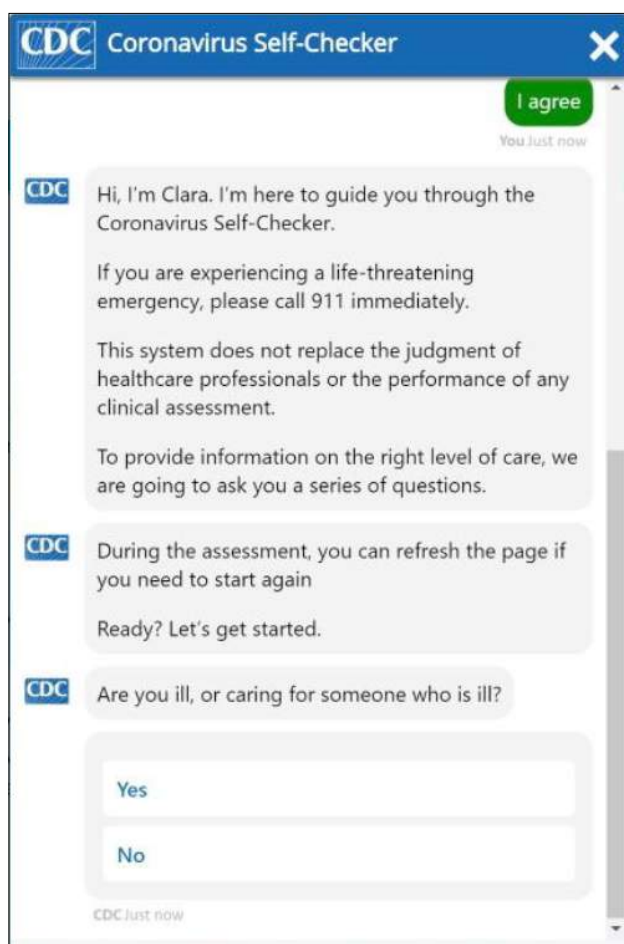 CDC Coronavirus Self-Checker
I agree
You Just now
CDC
Hi, I'm Clara. I'm here to guide you through the
Coronavirus Self-Checker.
If you are experiencing a life-threatening
emergency, please call 911 immediately.
This system does not replace the judgment of
healthcare professionals or the performance of any
clinical assessment.
To provide information on the right level of care, we
are going to ask you a series of questions.
CDC
During the assessment, you can refresh the page if
you need to start again
Ready? Let's get started.
CDC
Are you ill, or caring for someone who is ill?
Yes
No
CDC Just now